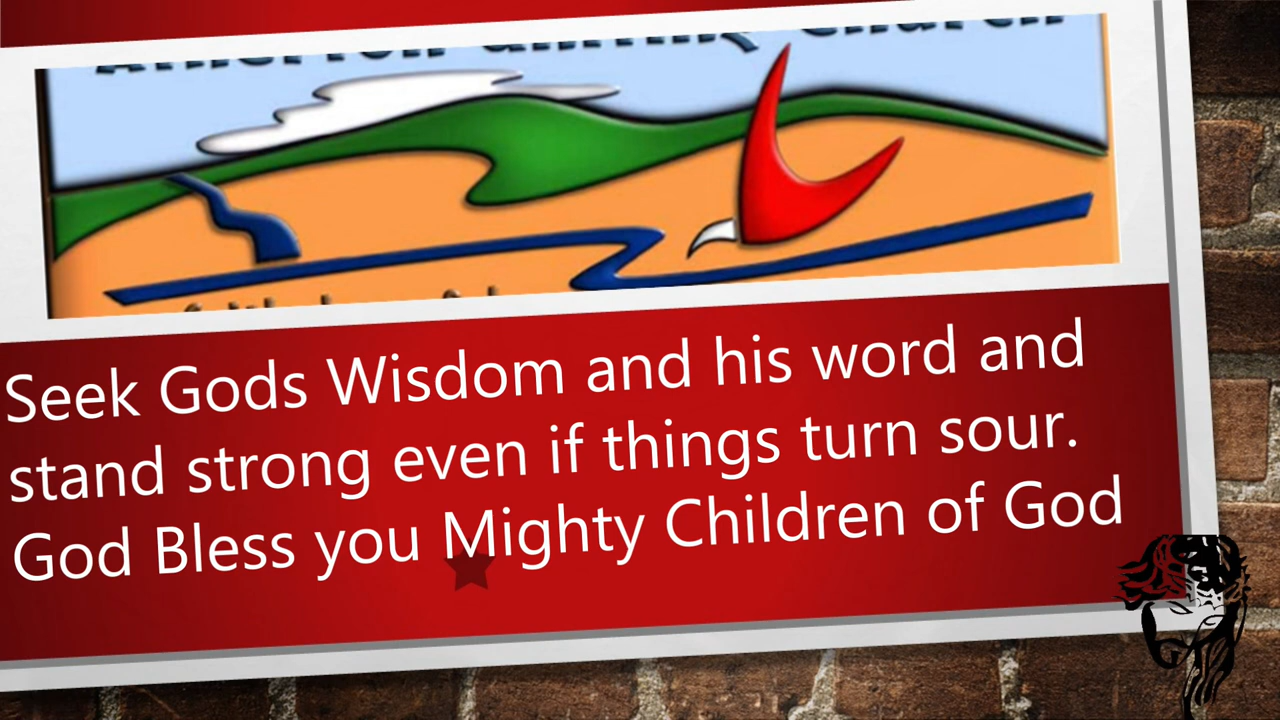 Church
Seek Gods Wisdom and his word and
stand strong even if things turn sour.
God Bless you Mighty Children of God